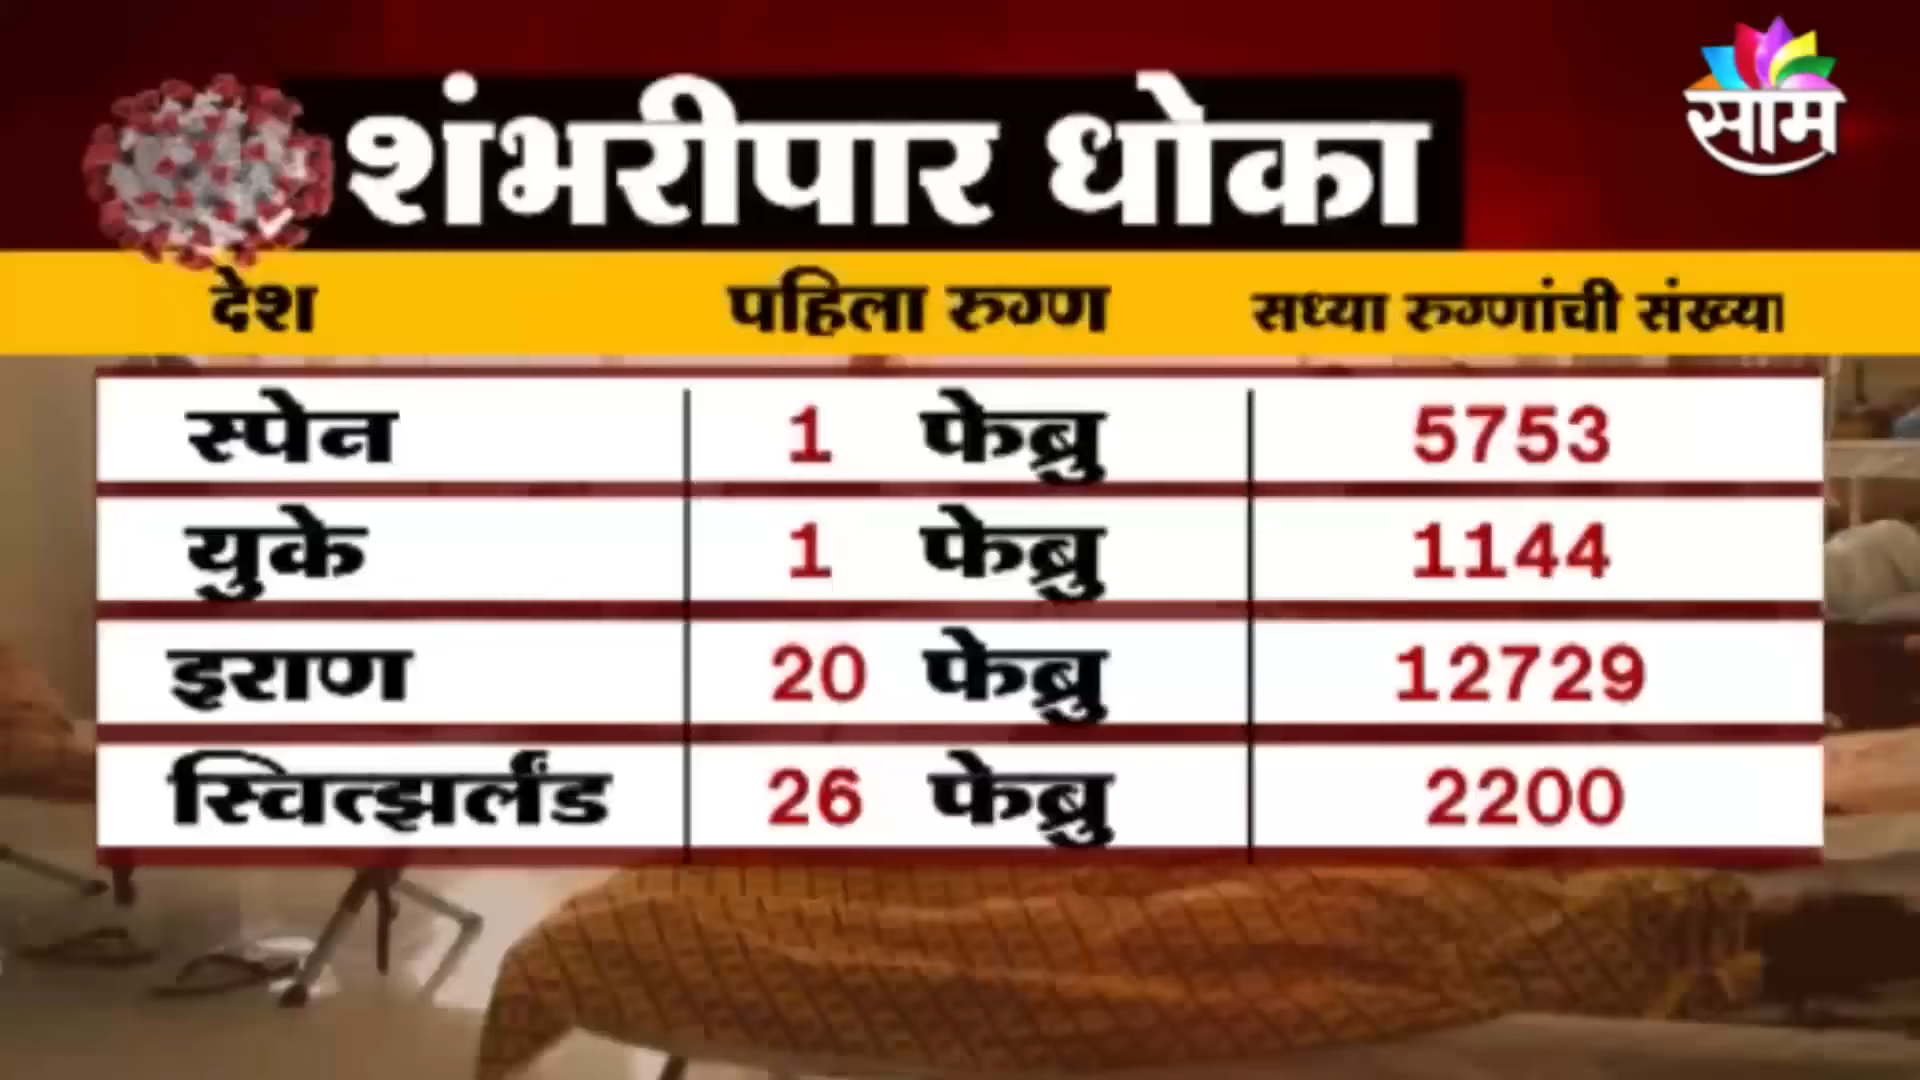 साम
शंभरीपार धोका
देश पहिला रुग्ण सध्या रुग्णांची संख्या
स्पेन 1 फेब्रु 5753
युके 1 फेब्रु 1144
इराण 20 फेब्रु 12729
स्वित्झर्लंड 26 फेब्रु 2200